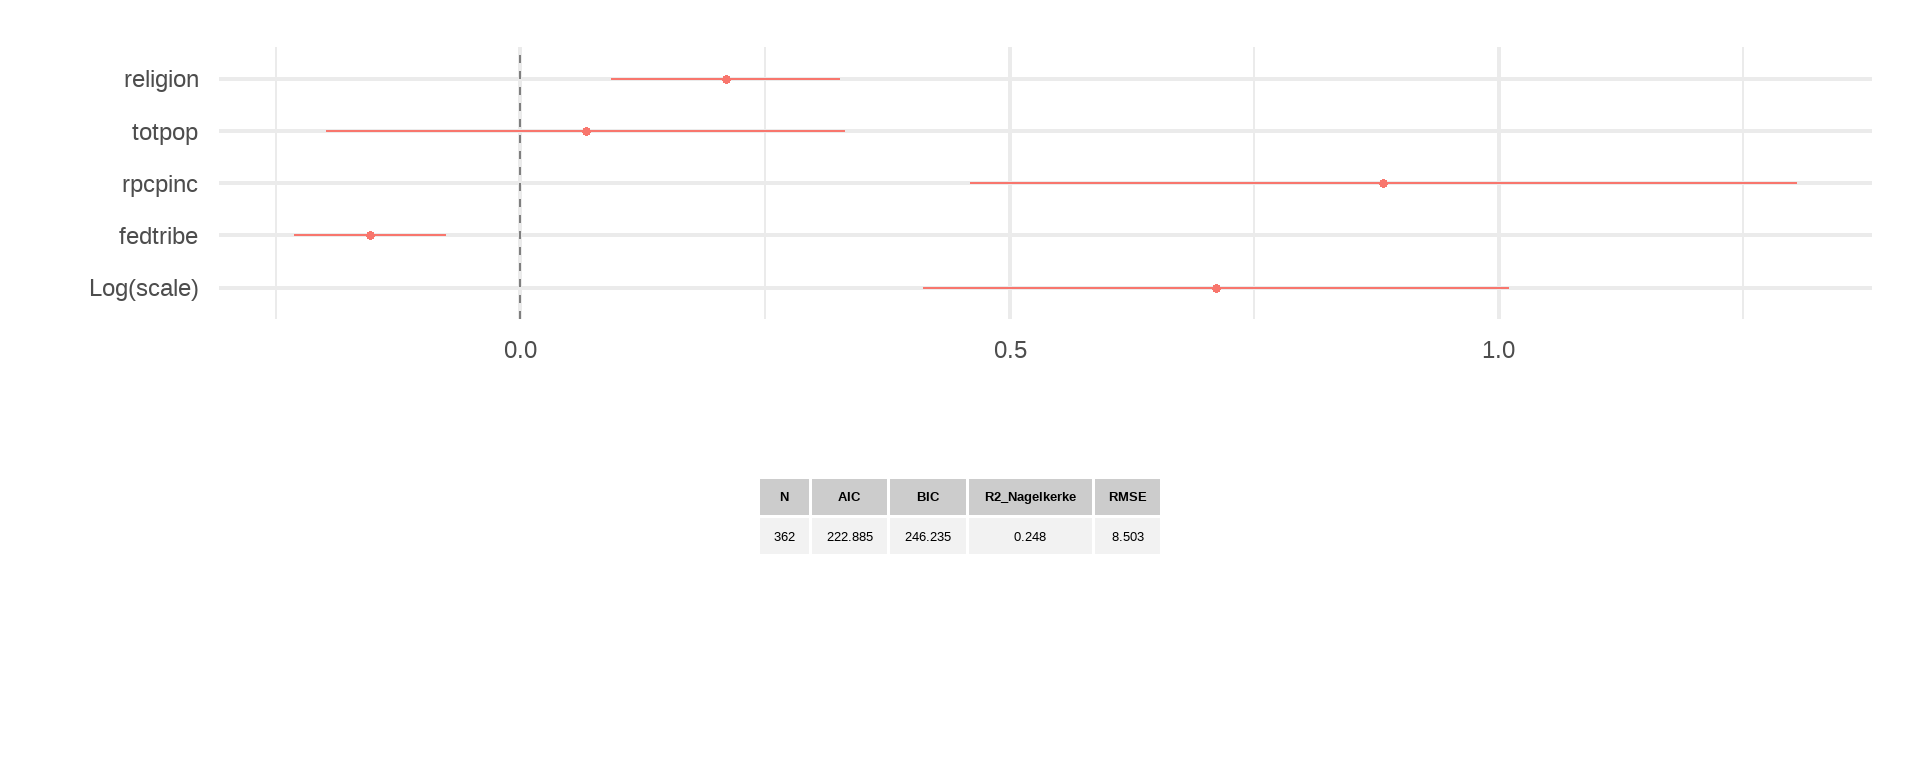 religion
totpop
rpcpinc
fedtribe
Log(scale)
0.0 0.5 1.0
N AIC BIC R2_Nagelkerke RMSE
362 222.885 246.235 0.248 8.503